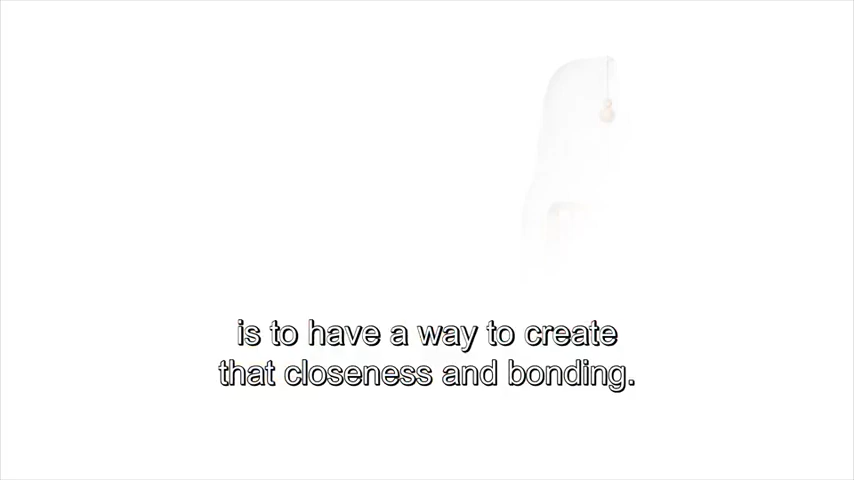 is to have a way to create
that closeness and bonding.